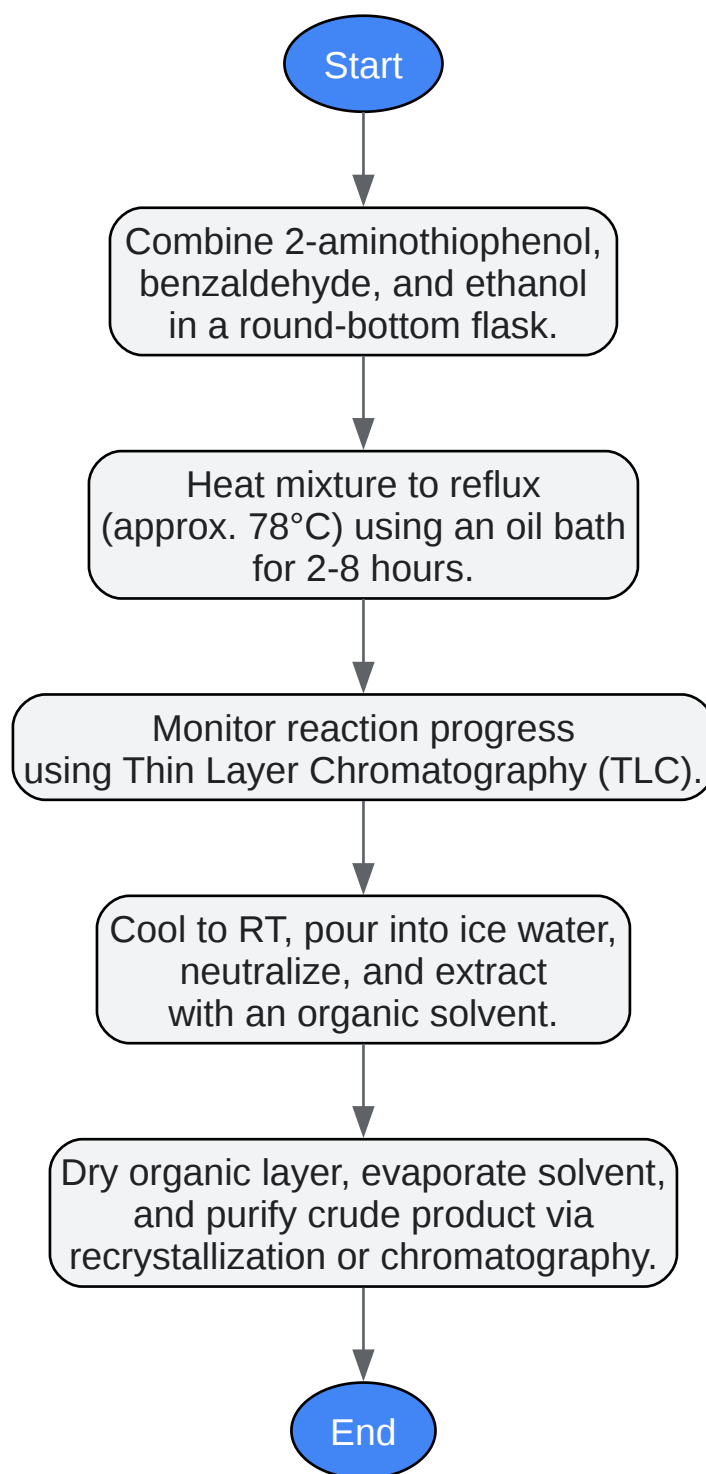 Start
Combine 2-aminothiophenol,
benzaldehyde, and ethanol
in a round-bottom flask.
Heat mixture to reflux
(approx. 78°C) using an oil bath
for 2-8 hours.
Monitor reaction progress
using Thin Layer Chromatography (TLC).
Cool to RT, pour into ice water,
neutralize, and extract
with an organic solvent.
Dry organic layer, evaporate solvent,
and purify crude product via
recrystallization or chromatography.
End